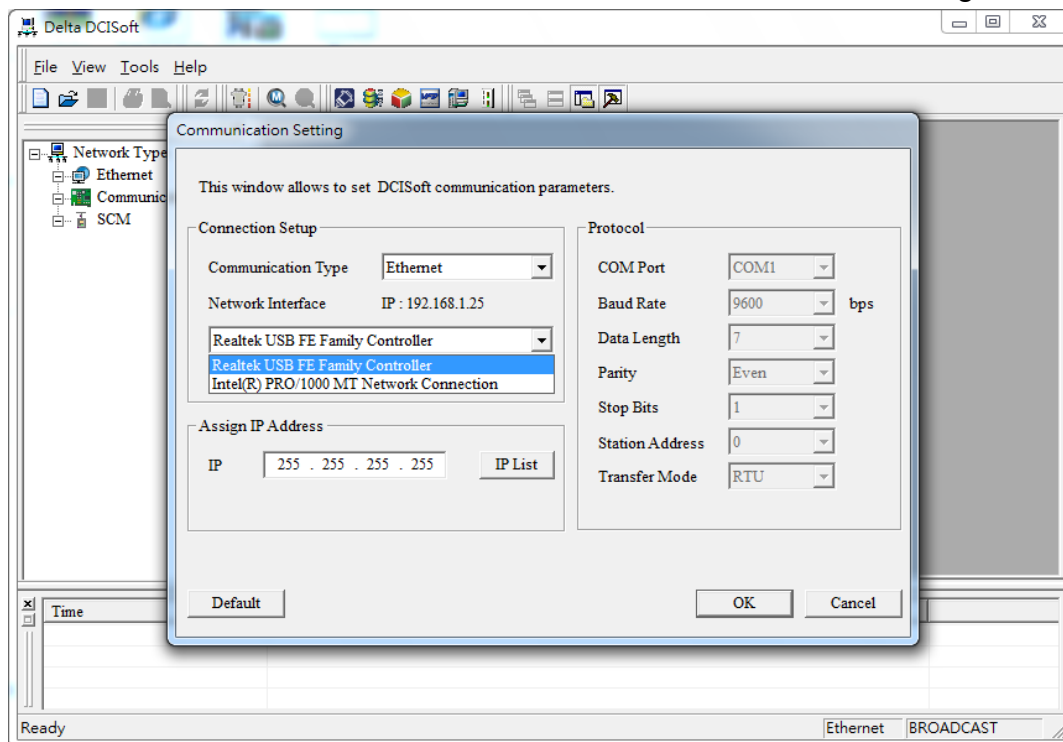 Delta DCISoft
File View Tools Help
Network Type
Ethernet
Communic
SCM
Communication Setting
This window allows to set DCISoft communication parameters.
Connection Setup
Communication Type Ethernet
Network Interface IP : 192.168.1.25
Realtek USB FE Family Controller
Realtek USB FE Family Controller
Intel(R) PRO/1000 MT Network Connection
Assign IP Address
IP 255 . 255 . 255 . 255 IP List
Protocol
COM Port COM1
Baud Rate 9600 bps
Data Length 7
Parity Even
Stop Bits 1
Station Address 0
Transfer Mode RTU
Default OK Cancel
Time
Ready Ethernet BROADCAST